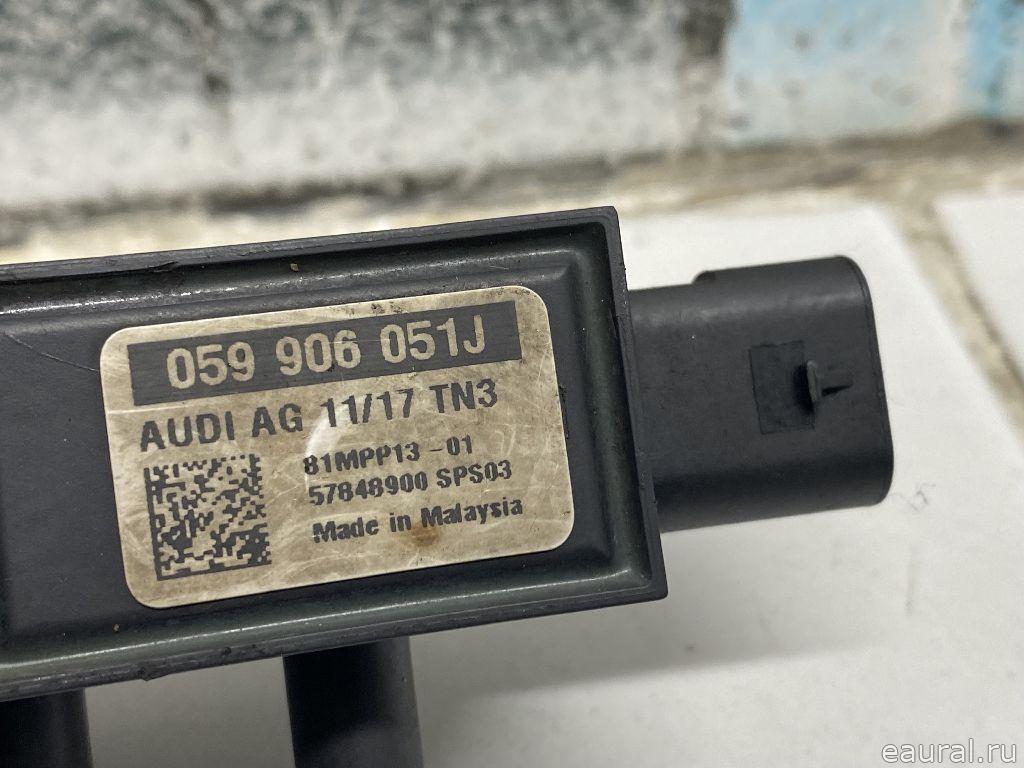 059 906 051J
AUDI AG 11/17 TN3
81MPP13 -01
57848900 SPS03
Made in Malaysia
eaural.ru